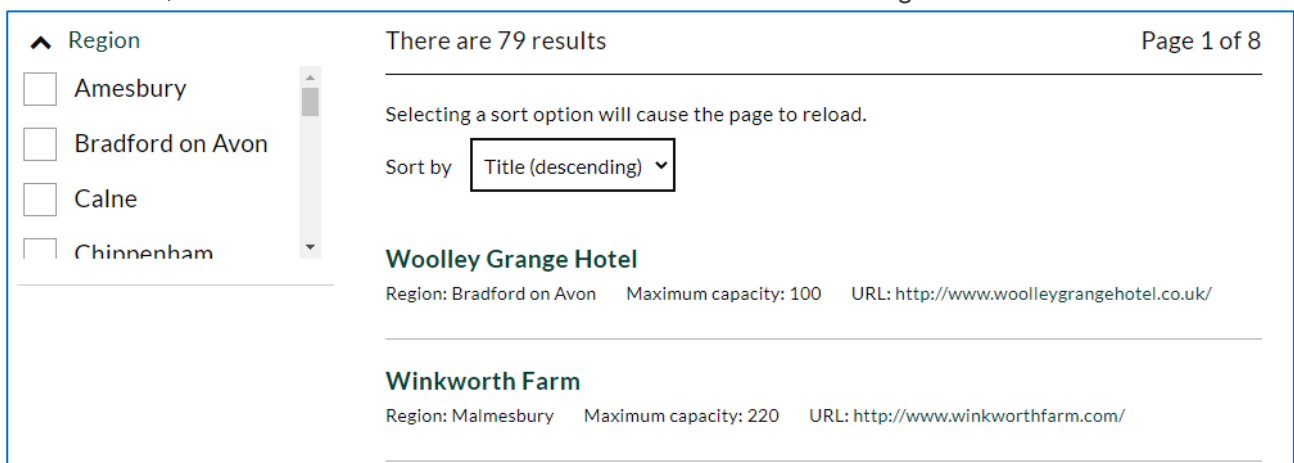 Region
Amesbury
Bradford on Avon
Calne
Chippenham
There are 79 results
Page 1 of 8
Selecting a sort option will cause the page to reload.
Sort by Title (descending)
Woolley Grange Hotel
Region: Bradford on Avon Maximum capacity: 100 URL: http://www.woolleygrangehotel.co.uk/
Winkworth Farm
Region: Malmesbury Maximum capacity: 220 URL: http://www.winkworthfarm.com/